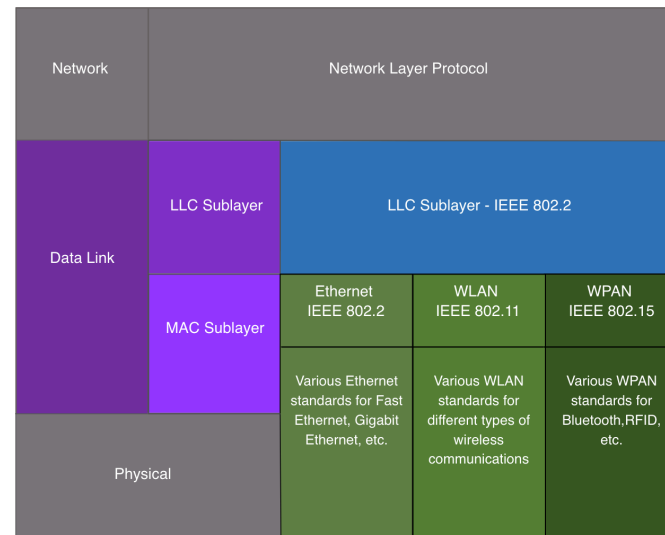 Network
Network Layer Protocol
Data Link
LLC Sublayer
LLC Sublayer - IEEE 802.2
MAC Sublayer
Ethernet
IEEE 802.2
WLAN
IEEE 802.11
WPAN
IEEE 802.15
Various Ethernet
standards for Fast
Ethernet, Gigabit
Ethernet, etc.
Various WLAN
standards for
different types of
wireless
communications
Various WPAN
standards for
Bluetooth,RFID,
etc.
Physical